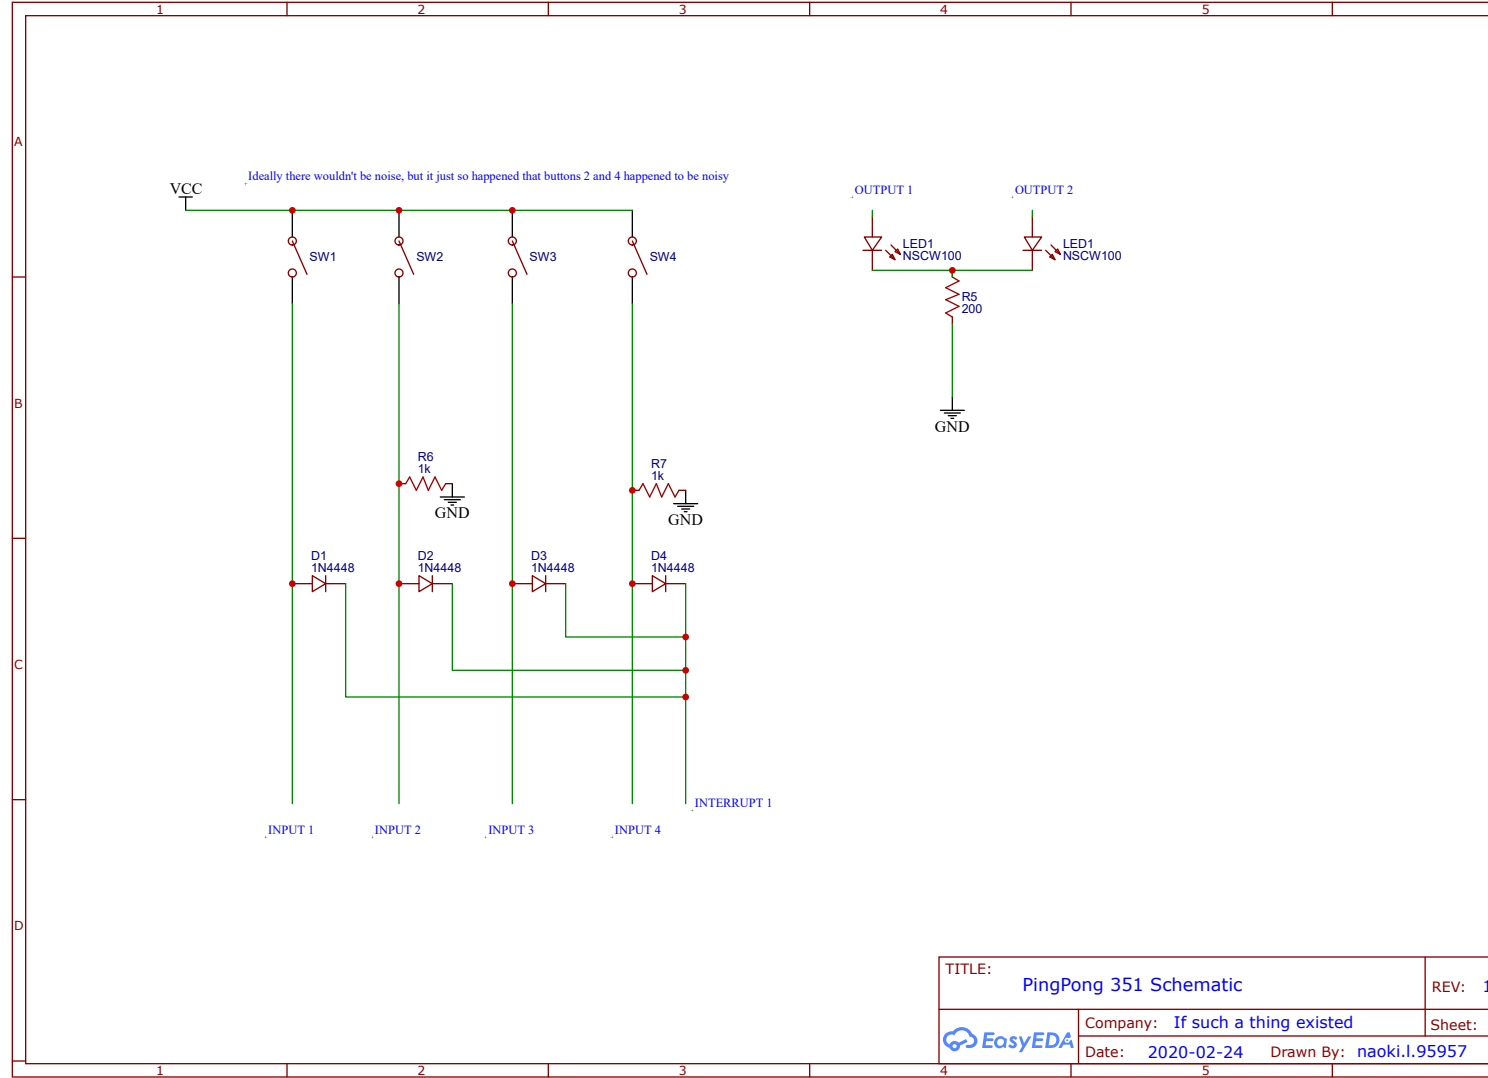 1 2 3 4 5
A
Ideally there wouldn't be noise, but it just so happened that buttons 2 and 4 happened to be noisy
VCC
OUTPUT 1
OUTPUT 2
SW1
SW2
SW3
SW4
LED1
NSCW100
LED1
NSCW100
R5
200
B
GND
R6
1k
GND
R7
1k
GND
D1
1N4448
D2
1N4448
D3
1N4448
D4
1N4448
C
INTERRUPT 1
INPUT 1
INPUT 2
INPUT 3
INPUT 4
D
TITLE:
PingPong 351 Schematic
REV: 1
EasyEDA
Company: If such a thing existed
Sheet:
Date: 2020-02-24 Drawn By: naoki.l.95957
1 2 3 4 5